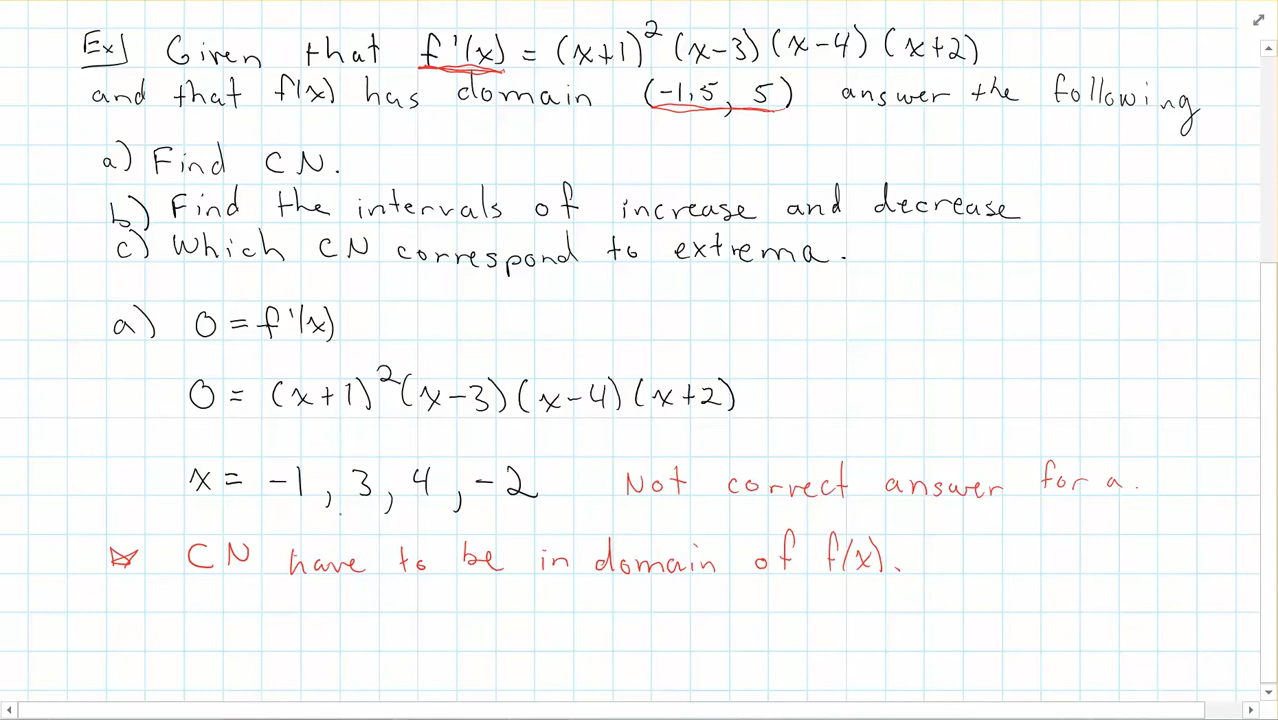 Ex) Given that f'(x) = (x+1)² (x-3) (x-4) (x+2)
and that f(x) has domain (-1.5, 5) answer the following
a) Find CN.
b) Find the intervals of increase and decrease
c) Which CN correspond to extrema.
a) 0 = f'(x)
0 = (x+1)² (x-3) (x-4) (x+2)
x = -1, 3, 4, -2 Not correct answer for a.
☆ CN have to be in domain of f(x).